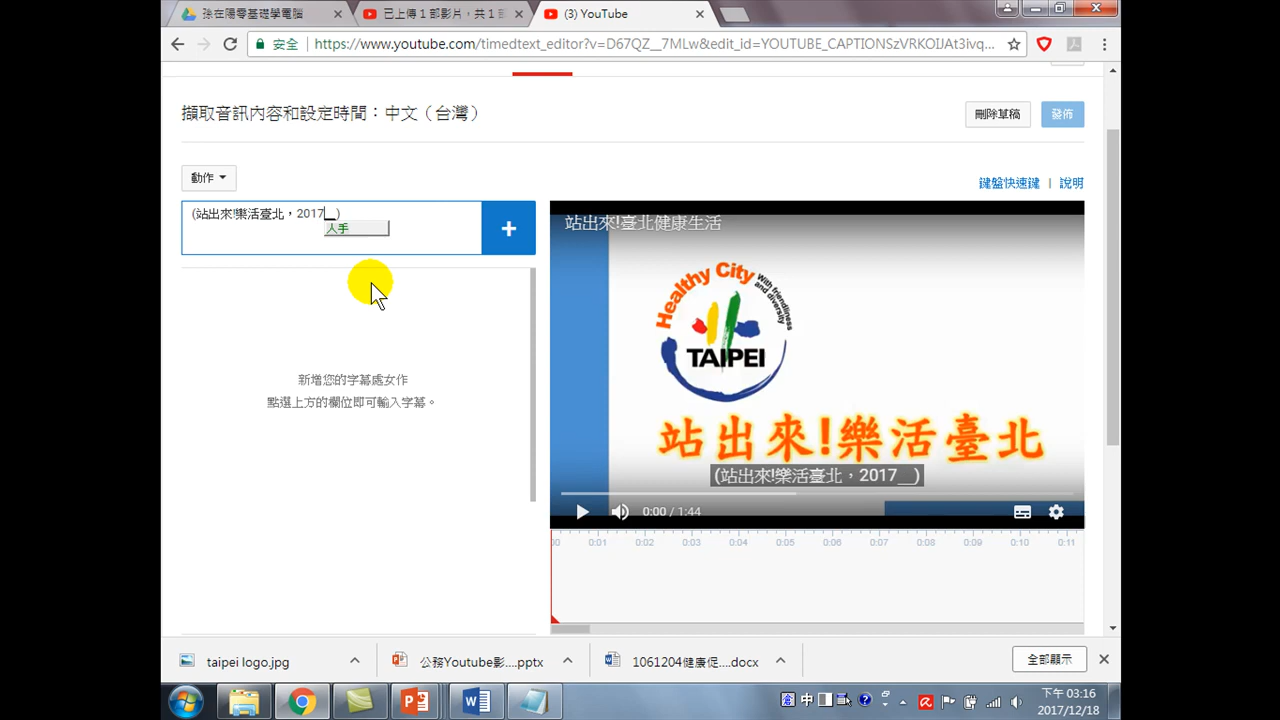 孫在陽零基礎學電腦
已上傳 1 部影片，共 1 部
(3) YouTube
安全
https://www.youtube.com/timedtext_editor?v=D67QZ__7MLw&edit_id=YOUTUBE_CAPTIONSzVRKOIJAt3ivq...
擷取音訊內容和設定時間：中文（台灣）
刪除草稿
發佈
動作
鍵盤快速鍵 | 說明
(站出來!樂活臺北，2017__)
人手
+
新增您的字幕處女作
點選上方的欄位即可輸入字幕。
站出來!臺北健康生活
Healthy City
With friendliness and diversity
TAIPEI
站出來!樂活臺北
(站出來!樂活臺北，2017__)
0:00 / 1:44
00 0:01 0:02 0:03 0:04 0:05 0:06 0:07 0:08 0:09 0:10 0:11
taipei logo.jpg
公務Youtube影....pptx
1061204健康促....docx
全部顯示
倉 中
下午 03:16
2017/12/18